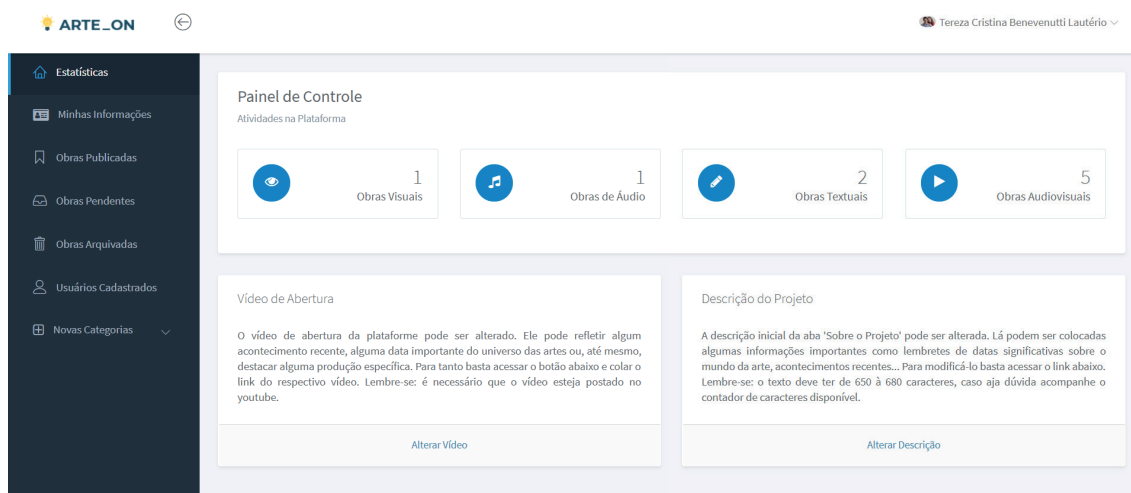 ARTE_ON
Tereza Cristina Benevenutti Lautério
Estatísticas
Minhas Informações
Obras Publicadas
Obras Pendentes
Obras Arquivadas
Usuários Cadastrados
Novas Categorias
Painel de Controle
Atividades na Plataforma
1
Obras Visuais
1
Obras de Áudio
2
Obras Textuais
5
Obras Audiovisuais
Vídeo de Abertura
O vídeo de abertura da plataforme pode ser alterado. Ele pode refletir algum
acontecimento recente, alguma data importante do universo das artes ou, até mesmo,
destacar alguma produção específica. Para tanto basta acessar o botão abaixo e colar o
link do respectivo vídeo. Lembre-se: é necessário que o vídeo esteja postado no
youtube.
Alterar Vídeo
Descrição do Projeto
A descrição inicial da aba 'Sobre o Projeto' pode ser alterada. Lá podem ser colocadas
algumas informações importantes como lembretes de datas significativas sobre o
mundo da arte, acontecimentos recentes... Para modificá-lo basta acessar o link abaixo.
Lembre-se: o texto deve ter de 650 à 680 caracteres, caso aja dúvida acompanhe o
contador de caracteres disponível.
Alterar Descrição